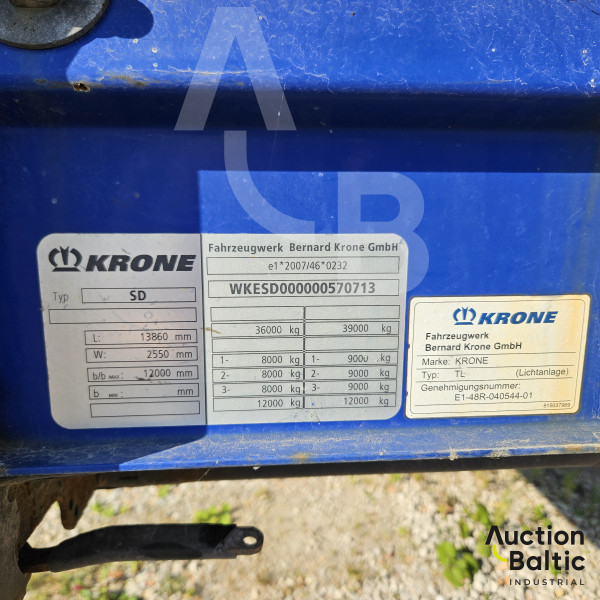 KRONE
Typ SD
L: 13860 mm
W: 2550 mm
b/b MAX: 12000 mm
b MIN: mm
Fahrzeugwerk Bernard Krone GmbH
e1*2007/46*0232
WKESD000000570713
36000 kg 39000 kg
1- 8000 kg 1- 9000 kg
2- 8000 kg 2- 9000 kg
3- 8000 kg 3- 9000 kg
12000 kg 12000 kg
KRONE
Fahrzeugwerk
Bernard Krone GmbH
Marke: KRONE
Typ: TL (Lichtanlage)
Genehmigungsnummer:
E1-48R-040544-01
AB
Auction
Baltic
INDUSTRIAL